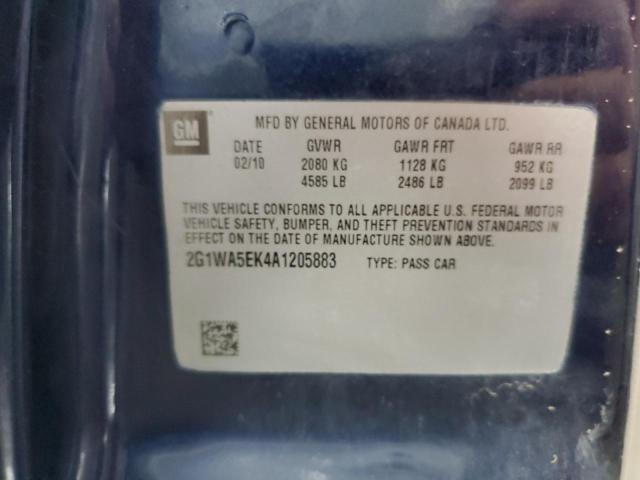 GM
MFD BY GENERAL MOTORS OF CANADA LTD.
DATE GVWR GAWR FRT GAWR RR
02/10 2080 KG 1128 KG 952 KG
4585 LB 2486 LB 2099 LB
THIS VEHICLE CONFORMS TO ALL APPLICABLE U.S. FEDERAL MOTOR
VEHICLE SAFETY, BUMPER, AND THEFT PREVENTION STANDARDS IN
EFFECT ON THE DATE OF MANUFACTURE SHOWN ABOVE.
2G1WA5EK4A1205883 TYPE: PASS CAR